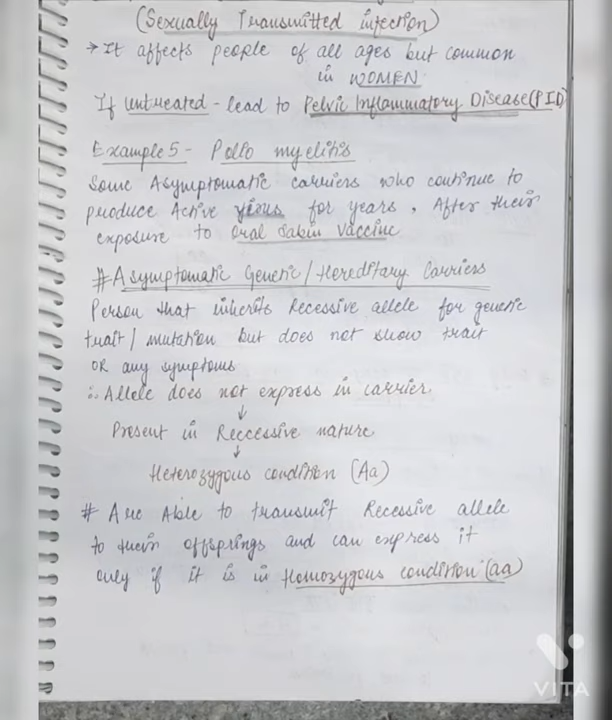 (Sexually Transmitted infection)
→ It affects people of all ages but common
in WOMEN
If untreated - lead to Pelvic Inflammatory Disease (PID)
Example 5 - Polio myelitis
Some Asymptomatic carriers who continue to
produce Active virus for years, After their
exposure to oral sabin vaccine
# Asymptomatic Genetic / Hereditary Carriers
Person that inherits Recessive allele for genetic
trait / mutation but does not show trait
OR any symptoms
∴ Allele does not express in carrier.
↓
Present in Reccessive nature
↓
Heterozygous condition (Aa)
# Are Able to transmit Recessive allele
to their offsprings and can express it
only if it is in Homozygous condition (aa)
VITA